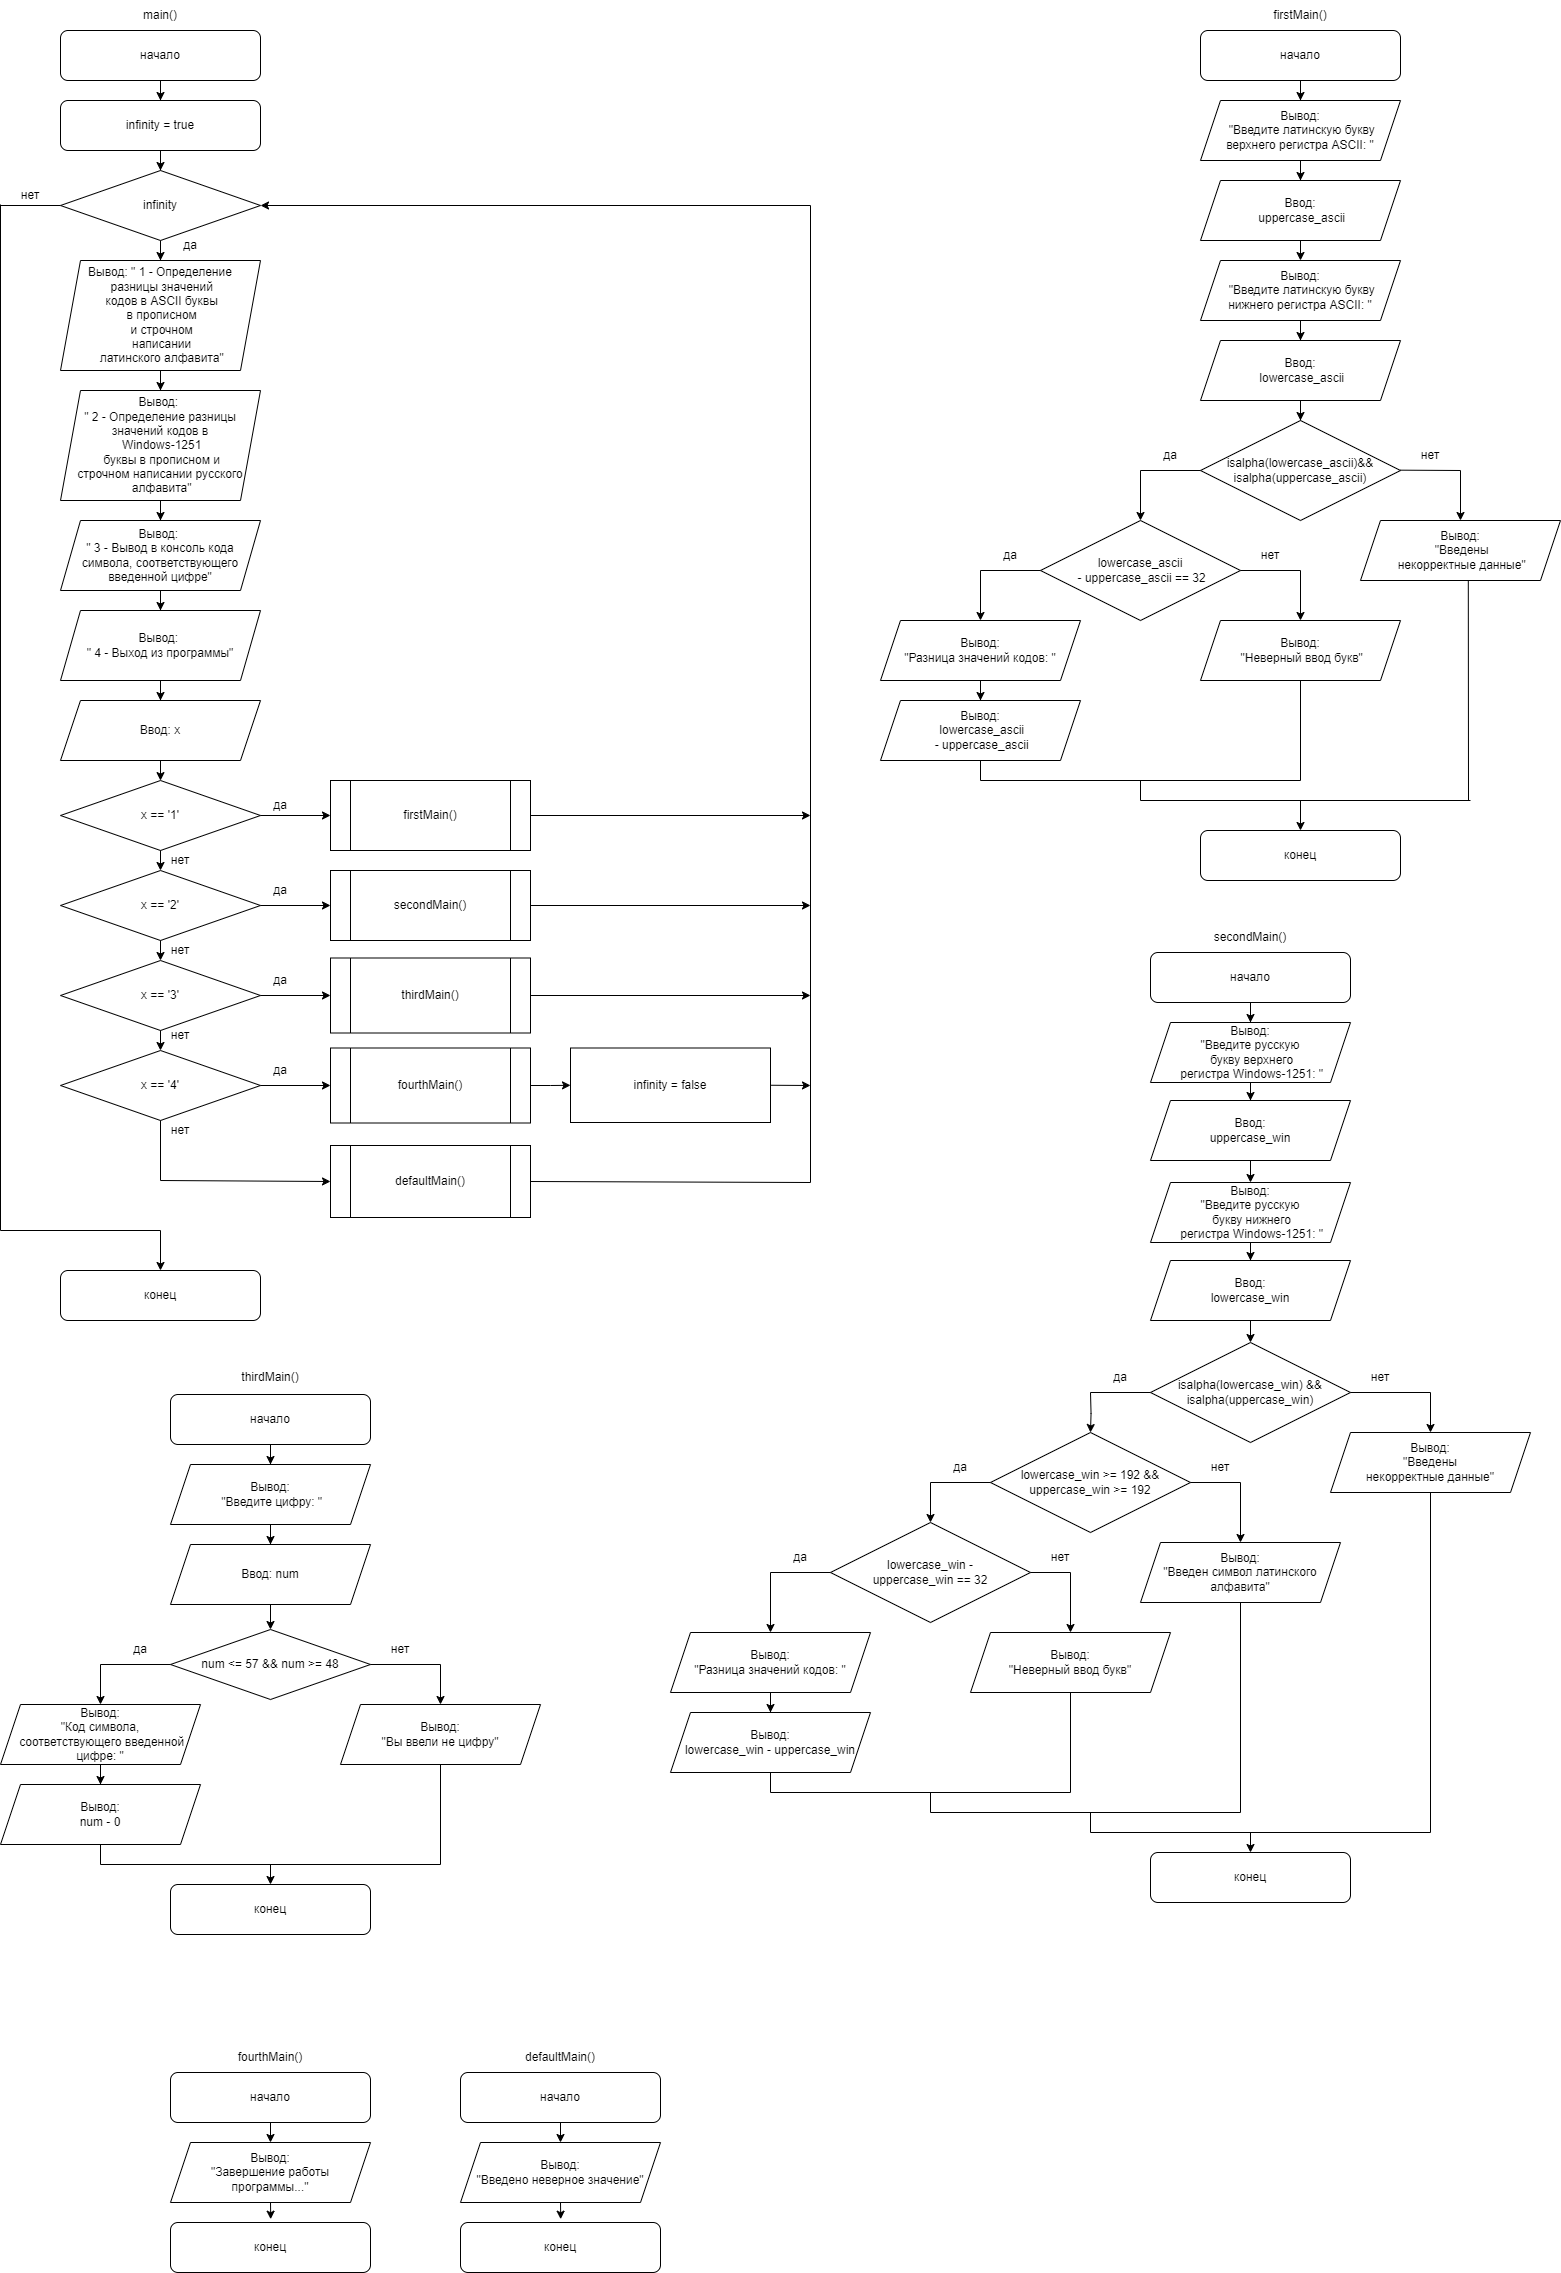 main()
начало
infinity = true
infinity
нет
да
Вывод: " 1 - Определение
разницы значений
кодов в ASCII буквы
в прописном
и строчном
написании
латинского алфавита"
Вывод:
" 2 - Определение разницы
значений кодов в
Windows-1251
буквы в прописном и
строчном написании русского
алфавита"
Вывод:
" 3 - Вывод в консоль кода
символа, соответствующего
введенной цифре"
Вывод:
" 4 - Выход из программы"
Ввод: x
x == '1'
да
firstMain()
нет
x == '2'
да
secondMain()
нет
x == '3'
да
thirdMain()
нет
x == '4'
да
fourthMain()
infinity = false
нет
defaultMain()
конец
firstMain()
начало
Вывод:
"Введите латинскую букву
верхнего регистра ASCII: "
Ввод:
uppercase_ascii
Вывод:
"Введите латинскую букву
нижнего регистра ASCII: "
Ввод:
lowercase_ascii
да
isalpha(lowercase_ascii)&&
isalpha(uppercase_ascii)
нет
Вывод:
"Введены
некорректные данные"
да
lowercase_ascii
- uppercase_ascii == 32
нет
Вывод:
"Разница значений кодов: "
Вывод:
"Неверный ввод букв"
Вывод:
lowercase_ascii
- uppercase_ascii
конец
secondMain()
начало
Вывод:
"Введите русскую
букву верхнего
регистра Windows-1251: "
Ввод:
uppercase_win
Вывод:
"Введите русскую
букву нижнего
регистра Windows-1251: "
Ввод:
lowercase_win
да
isalpha(lowercase_win) &&
isalpha(uppercase_win)
нет
Вывод:
"Введены
некорректные данные"
да
lowercase_win >= 192 &&
uppercase_win >= 192
нет
Вывод:
"Введен символ латинского
алфавита"
да
lowercase_win -
uppercase_win == 32
нет
Вывод:
"Разница значений кодов: "
Вывод:
"Неверный ввод букв"
Вывод:
lowercase_win - uppercase_win
конец
thirdMain()
начало
Вывод:
"Введите цифру: "
Ввод: num
да
num <= 57 && num >= 48
нет
Вывод:
"Код символа,
соответствующего введенной
цифре: "
Вывод:
"Вы ввели не цифру"
Вывод:
num - 0
конец
fourthMain()
начало
Вывод:
"Завершение работы
программы..."
конец
defaultMain()
начало
Вывод:
"Введено неверное значение"
конец